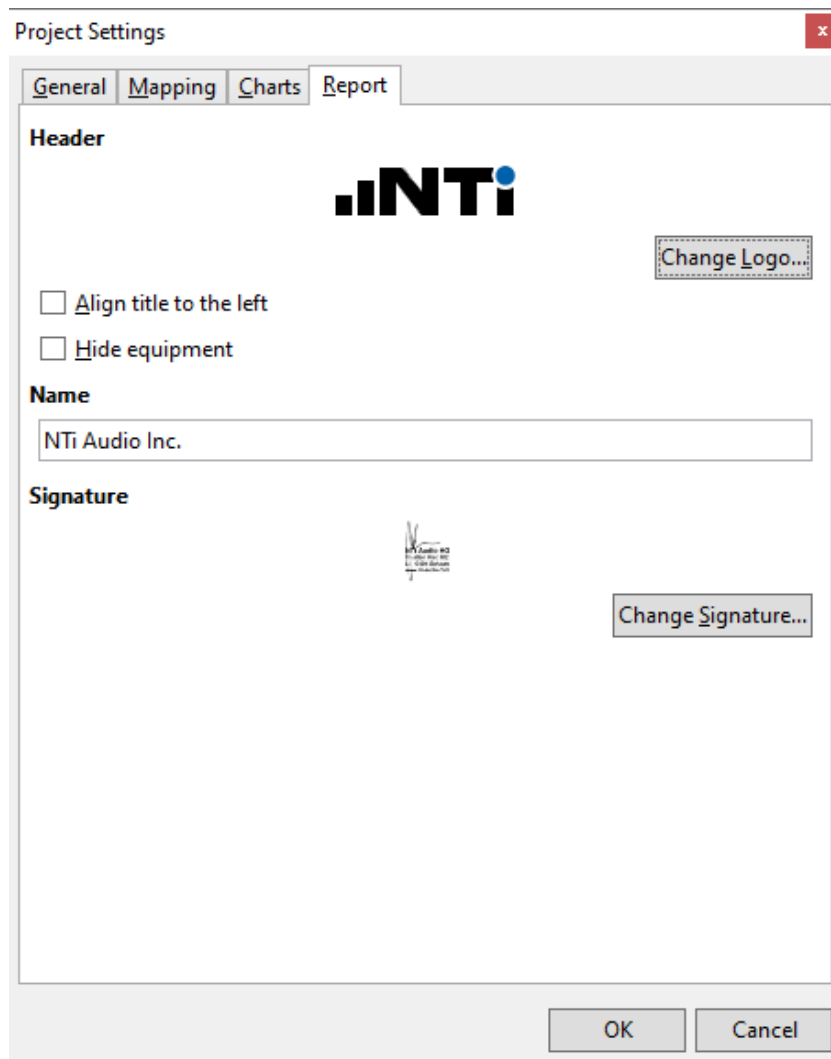 Project Settings
x
General Mapping Charts Report
Header
NTi
Change Logo...
Align title to the left
Hide equipment
Name
NTi Audio Inc.
Signature
Audio
Change Signature...
OK Cancel